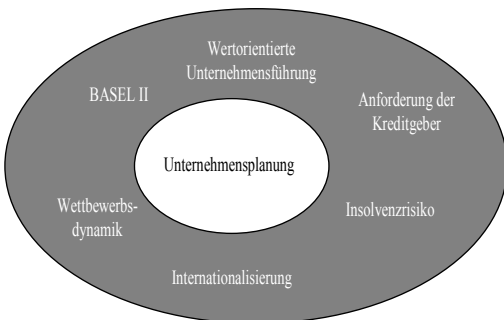 Wertorientierte
Unternehmensführung
BASEL II
Anforderung der
Kreditgeber
Unternehmensplanung
Wettbewerbs-
dynamik
Insolvenzrisiko
Internationalisierung